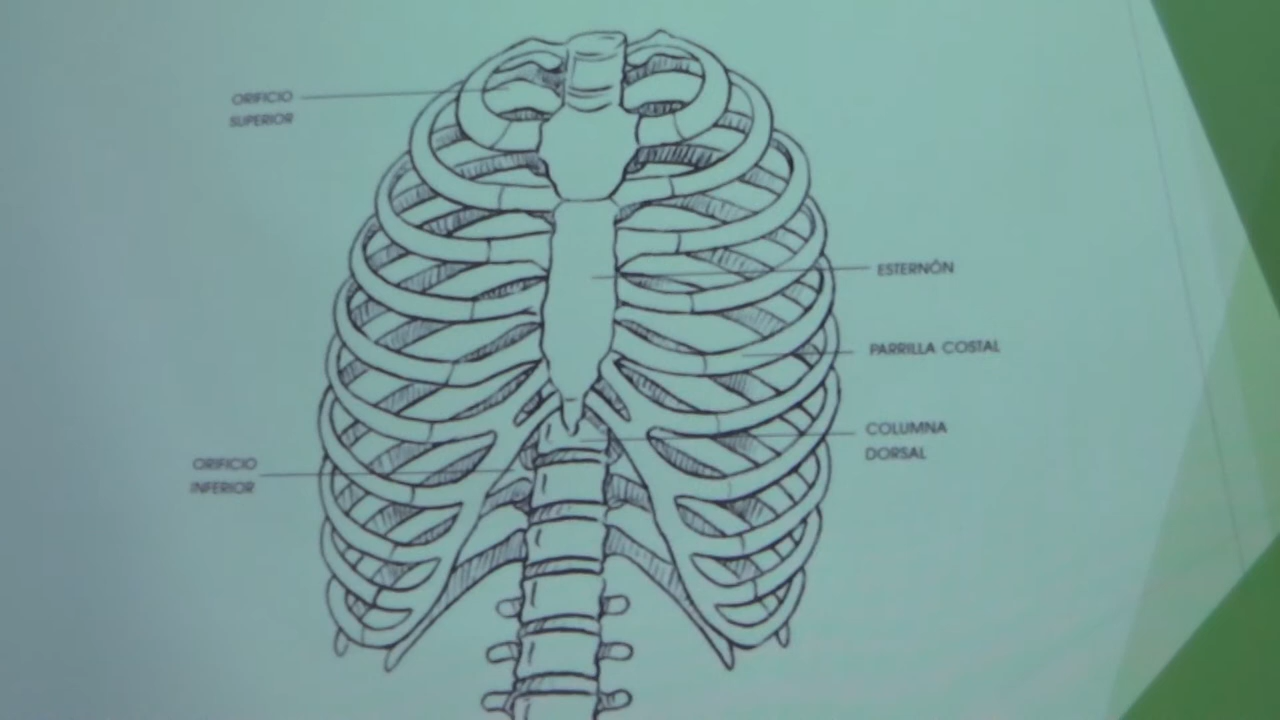 ORIFICIO
SUPERIOR
ESTERNÓN
PARRILLA COSTAL
COLUMNA
DORSAL
ORIFICIO
INFERIOR